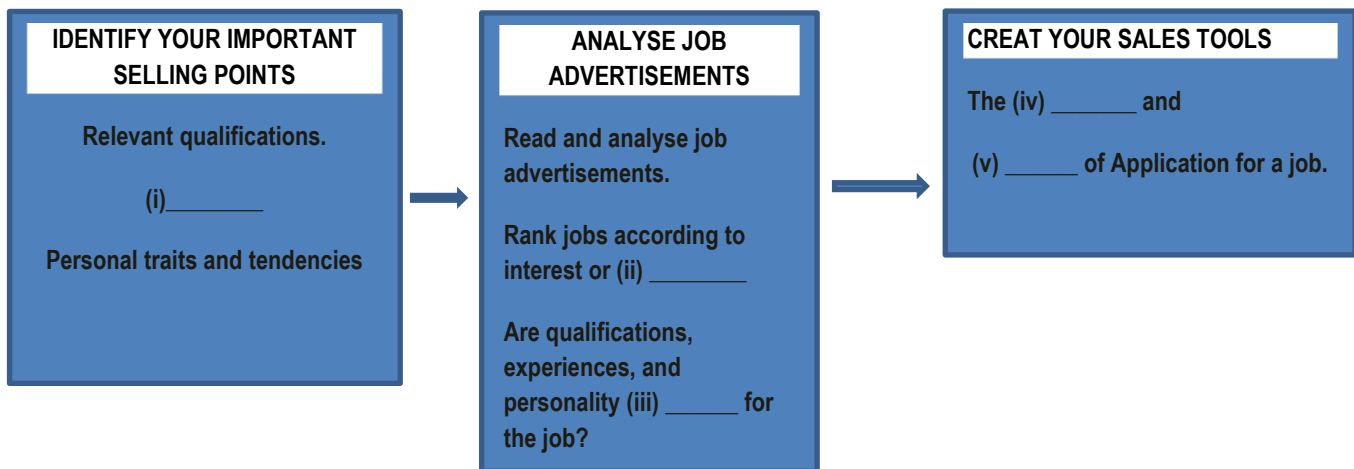 IDENTIFY YOUR IMPORTANT
SELLING POINTS
Relevant qualifications.
(i)________
Personal traits and tendencies
ANALYSE JOB
ADVERTISEMENTS
Read and analyse job
advertisements.
Rank jobs according to
interest or (ii) ________
Are qualifications,
experiences, and
personality (iii) ______ for
the job?
CREAT YOUR SALES TOOLS
The (iv) _______ and
(v) ______ of Application for a job.